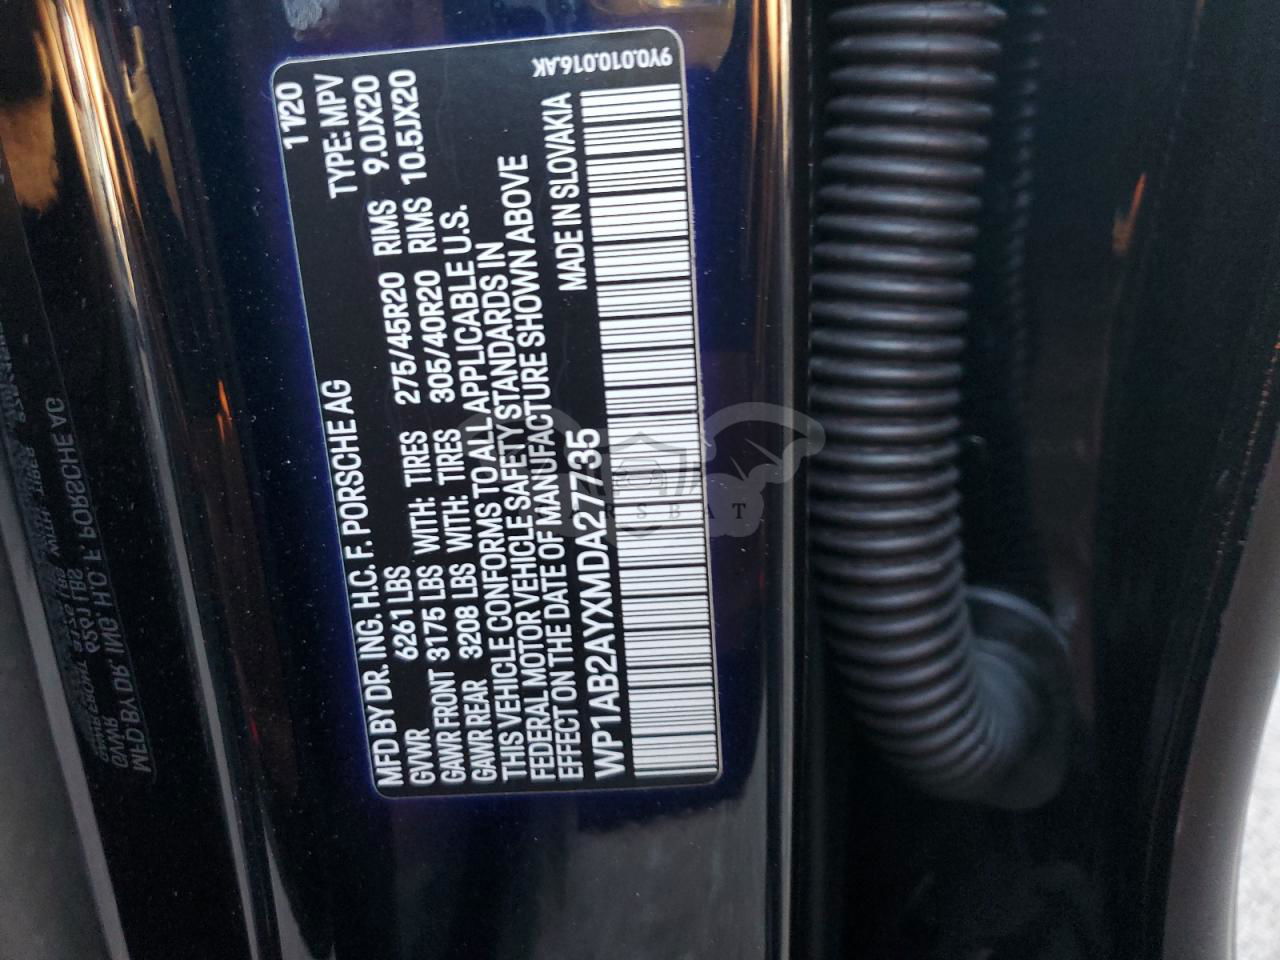 MFD BY DR. ING. H.C. F. PORSCHE AG 11/20
GVWR 6261 LBS TYPE: MPV
GAWR FRONT 3175 LBS WITH: TIRES 275/45R20 RIMS 9.0JX20
GAWR REAR 3208 LBS WITH: TIRES 305/40R20 RIMS 10.5JX20
THIS VEHICLE CONFORMS TO ALL APPLICABLE U.S.
FEDERAL MOTOR VEHICLE SAFETY STANDARDS IN
EFFECT ON THE DATE OF MANUFACTURE SHOWN ABOVE
WP1AB2AYXMDA27735 MADE IN SLOVAKIA
9Y0.010.016.AK